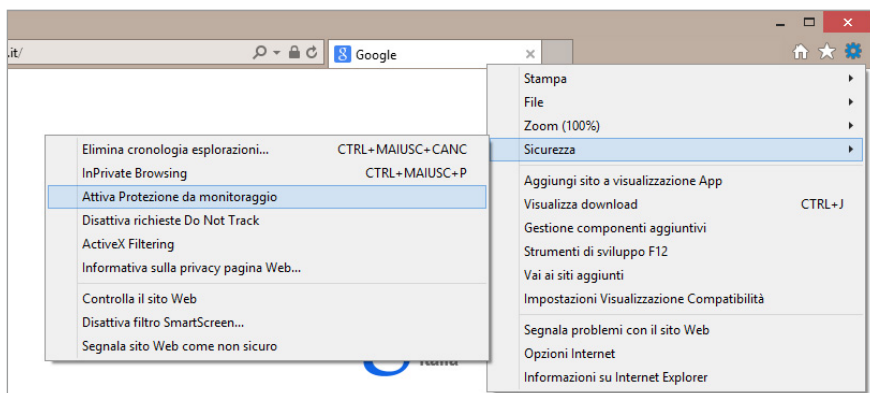 .it/
Google
Stampa
File
Zoom (100%)
Sicurezza
Aggiungi sito a visualizzazione App
Visualizza download CTRL+J
Gestione componenti aggiuntivi
Strumenti di sviluppo F12
Vai ai siti aggiunti
Impostazioni Visualizzazione Compatibilità
Segnala problemi con il sito Web
Opzioni Internet
Informazioni su Internet Explorer
Elimina cronologia esplorazioni... CTRL+MAIUSC+CANC
InPrivate Browsing CTRL+MAIUSC+P
Attiva Protezione da monitoraggio
Disattiva richieste Do Not Track
ActiveX Filtering
Informativa sulla privacy pagina Web...
Controlla il sito Web
Disattiva filtro SmartScreen...
Segnala sito Web come non sicuro